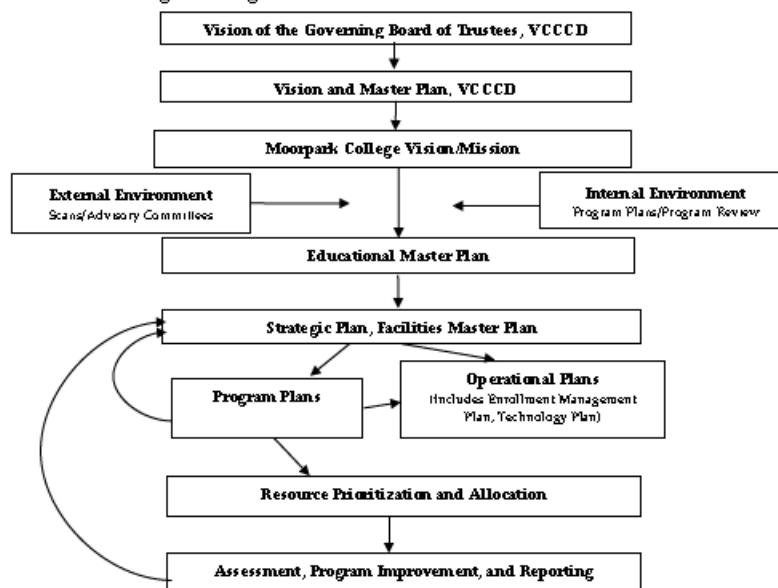 Vision of the Governing Board of Trustees, VCCCD
Vision and Master Plan, VCCCD
Moorpark College Vision/Mission
External Environment
Scans/Advisory Committees
Internal Environment
Program Plans/Program Review
Educational Master Plan
Strategic Plan, Facilities Master Plan
Program Plans
Operational Plans
(Includes Enrollment Management
Plan, Technology Plan)
Resource Prioritization and Allocation
Assessment, Program Improvement, and Reporting